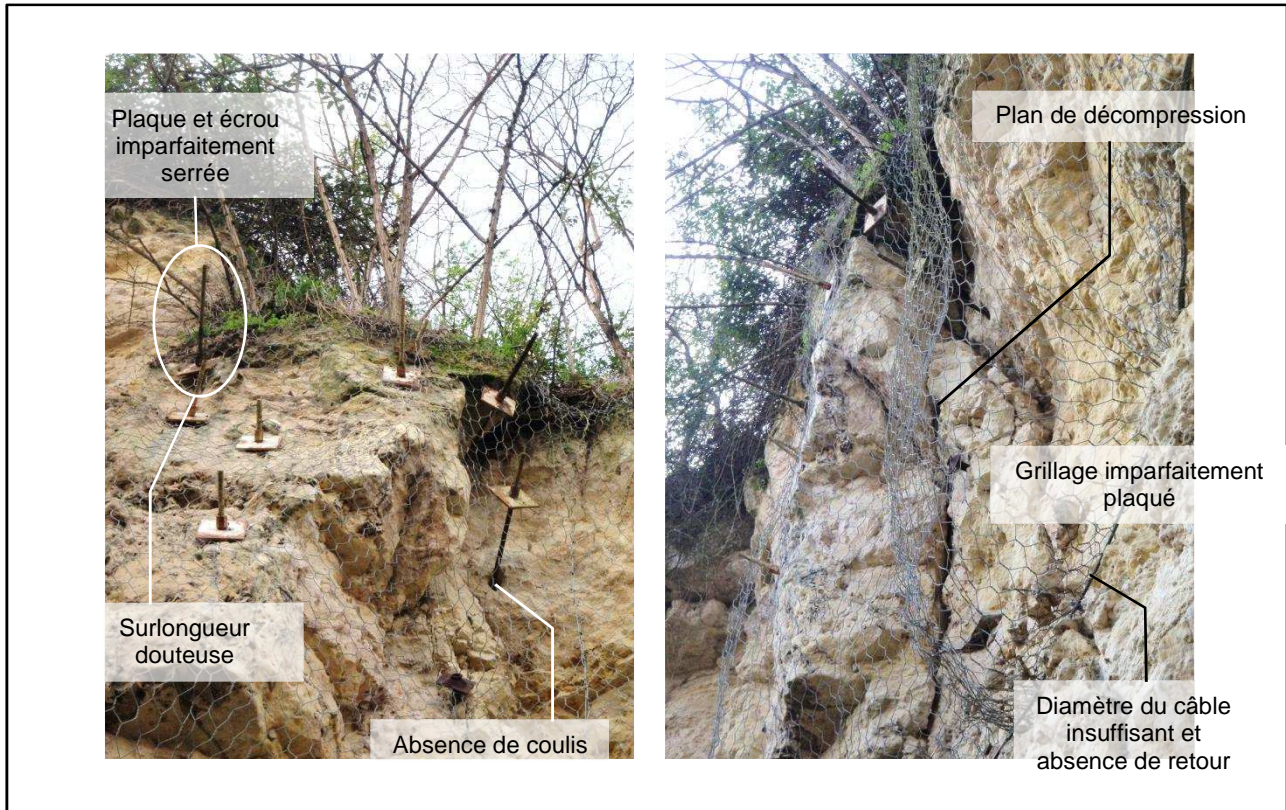 Plaque et écrou
imparfaitement
serrée
Surlongueur
douteuse
Absence de coulis
Plan de décompression
Grillage imparfaitement
plaqué
Diamètre du câble
insuffisant et
absence de retour